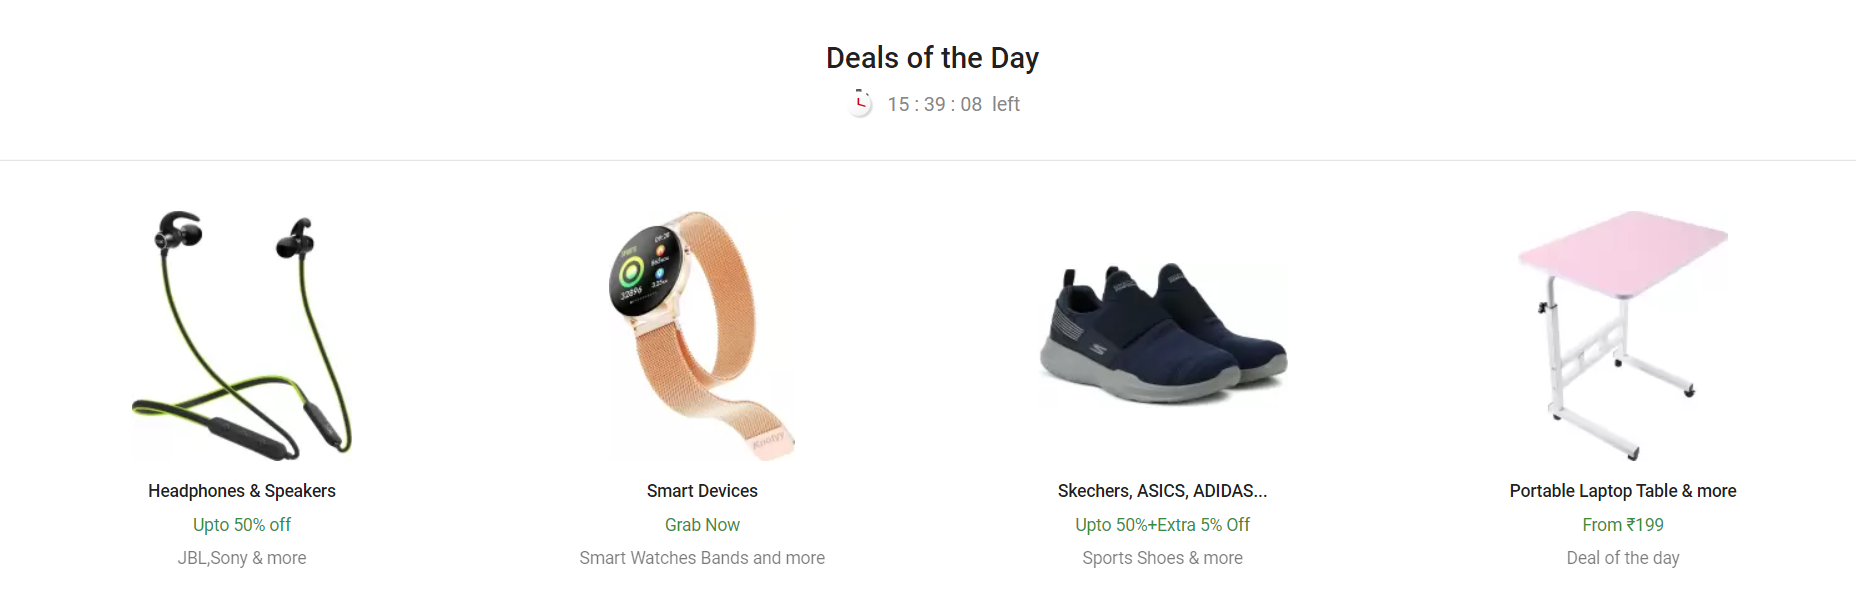 Deals of the Day
15 : 39 : 08 left
32896
Knotyy
Headphones & Speakers
Upto 50% off
JBL,Sony & more
Smart Devices
Grab Now
Smart Watches Bands and more
Skechers, ASICS, ADIDAS...
Upto 50%+Extra 5% Off
Sports Shoes & more
Portable Laptop Table & more
From ₹199
Deal of the day